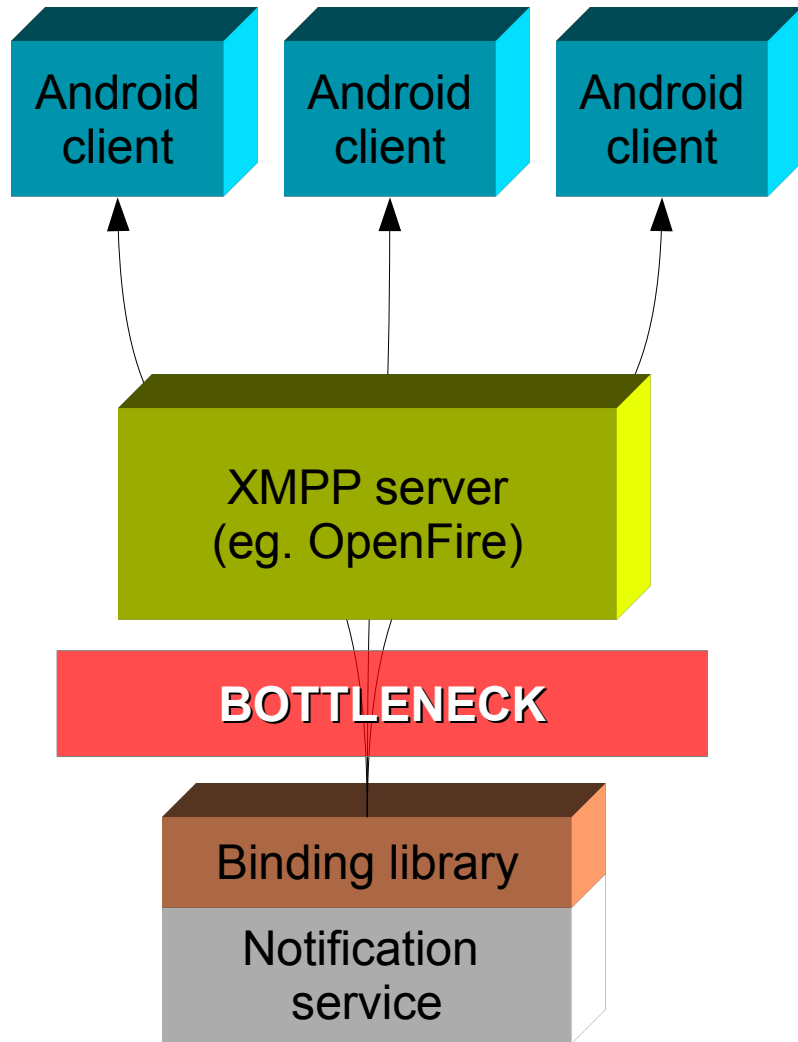 Android
client
Android
client
Android
client
XMPP server
(eg. OpenFire)
BOTTLENECK
Binding library
Notification
service